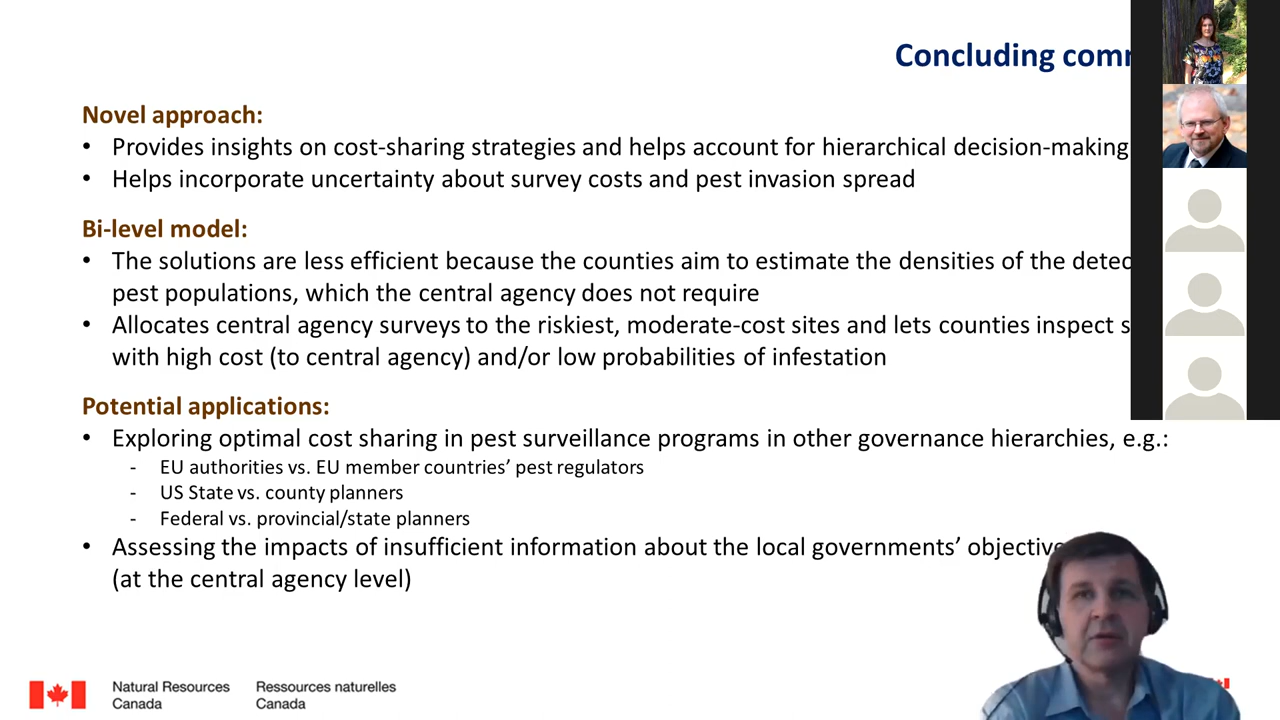 Concluding
Novel approach:
• Provides insights on cost-sharing strategies and helps account for hierarchical decision-making
• Helps incorporate uncertainty about survey costs and pest invasion spread
Bi-level model:
• The solutions are less efficient because the counties aim to estimate the densities of the
pest populations, which the central agency does not require
• Allocates central agency surveys to the riskiest, moderate-cost sites and lets counties inspect
with high cost (to central agency) and/or low probabilities of infestation
Potential applications:
• Exploring optimal cost sharing in pest surveillance programs in other governance hierarchies, e.g.:
- EU authorities vs. EU member countries’ pest regulators
- US State vs. county planners
- Federal vs. provincial/state planners
• Assessing the impacts of insufficient information about the local governments’
(at the central agency level)
Natural Resources Ressources naturelles
Canada Canada